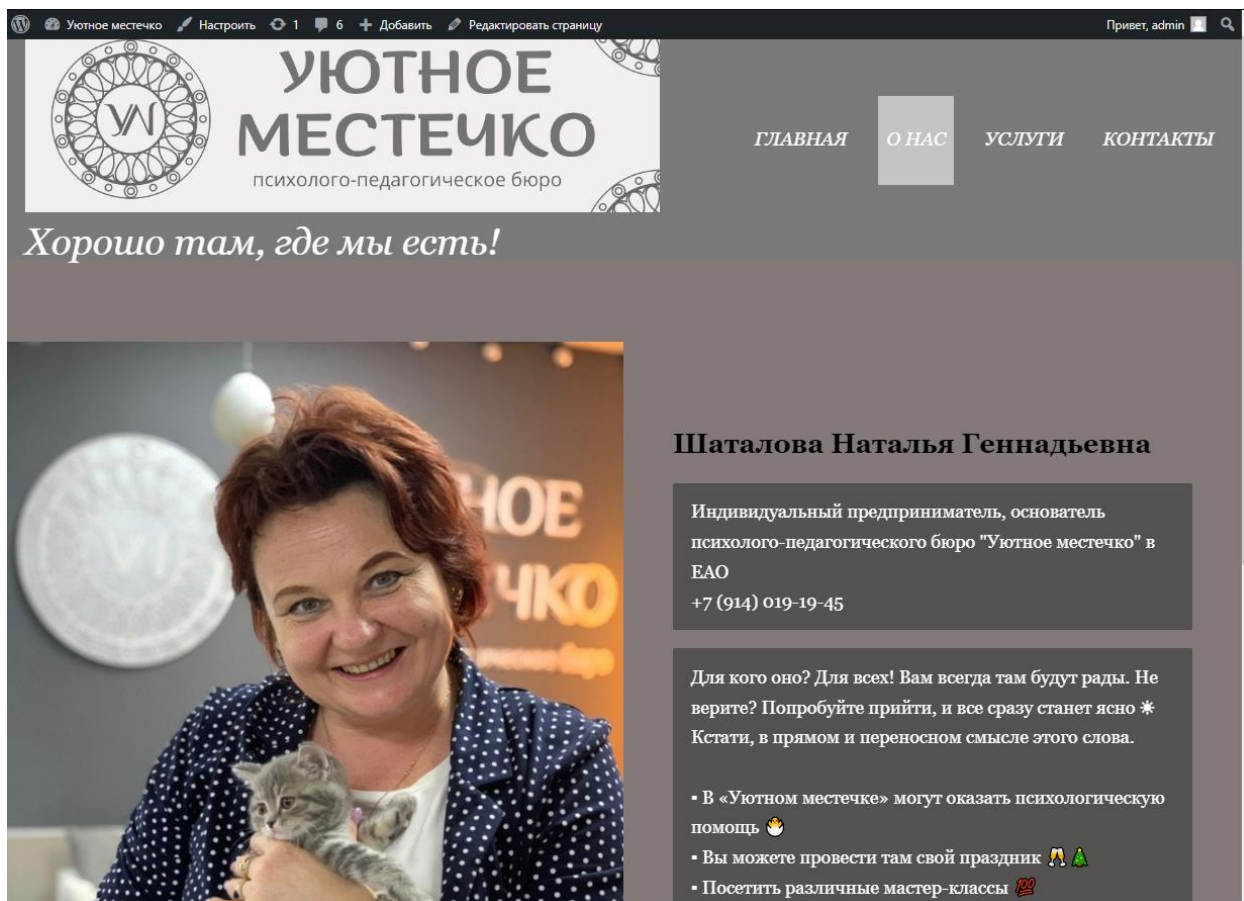 Уютное местечко Настроить 1 6 Добавить Редактировать страницу Привет, admin
УЮТНОЕ
МЕСТЕЧКО
психолого-педагогическое бюро
ГЛАВНАЯ О НАС УСЛУГИ КОНТАКТЫ
Хорошо там, где мы есть!
НОЕ
ЧКО
бюро
Шаталова Наталья Геннадьевна
Индивидуальный предприниматель, основатель
психолого-педагогического бюро "Уютное местечко" в
ЕАО
+7 (914) 019-19-45
Для кого оно? Для всех! Вам всегда там будут рады. Не
верите? Попробуйте прийти, и все сразу станет ясно ☀
Кстати, в прямом и переносном смысле этого слова.
▪ В «Уютном местечке» могут оказать психологическую
помощь 🐣
▪ Вы можете провести там свой праздник 🥂🎄
▪ Посетить различные мастер-классы 💯